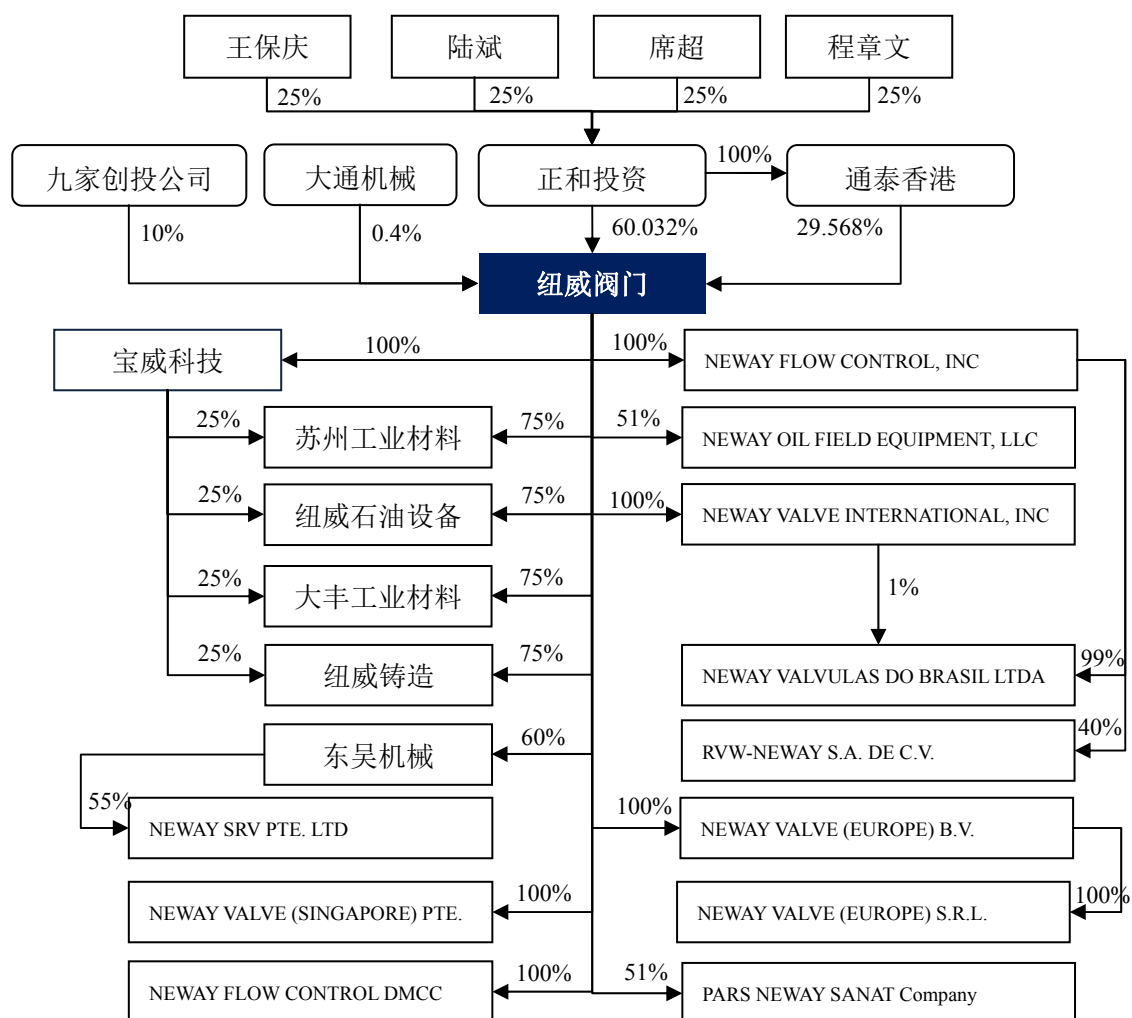 王保庆
陆斌
席超
程章文
25%
25%
25%
25%
九家创投公司
大通机械
正和投资
100%
通泰香港
10%
0.4%
60.032%
29.568%
纽威阀门
宝威科技
100%
100%
NEWAY FLOW CONTROL, INC
25%
苏州工业材料
75%
51%
NEWAY OIL FIELD EQUIPMENT, LLC
25%
纽威石油设备
75%
100%
NEWAY VALVE INTERNATIONAL, INC
25%
大丰工业材料
75%
1%
25%
纽威铸造
75%
NEWAY VALVULAS DO BRASIL LTDA
99%
东吴机械
60%
RVW-NEWAY S.A. DE C.V.
40%
55%
NEWAY SRV PTE. LTD
100%
NEWAY VALVE (EUROPE) B.V.
NEWAY VALVE (SINGAPORE) PTE.
100%
NEWAY VALVE (EUROPE) S.R.L.
100%
NEWAY FLOW CONTROL DMCC
100%
51%
PARS NEWAY SANAT Company